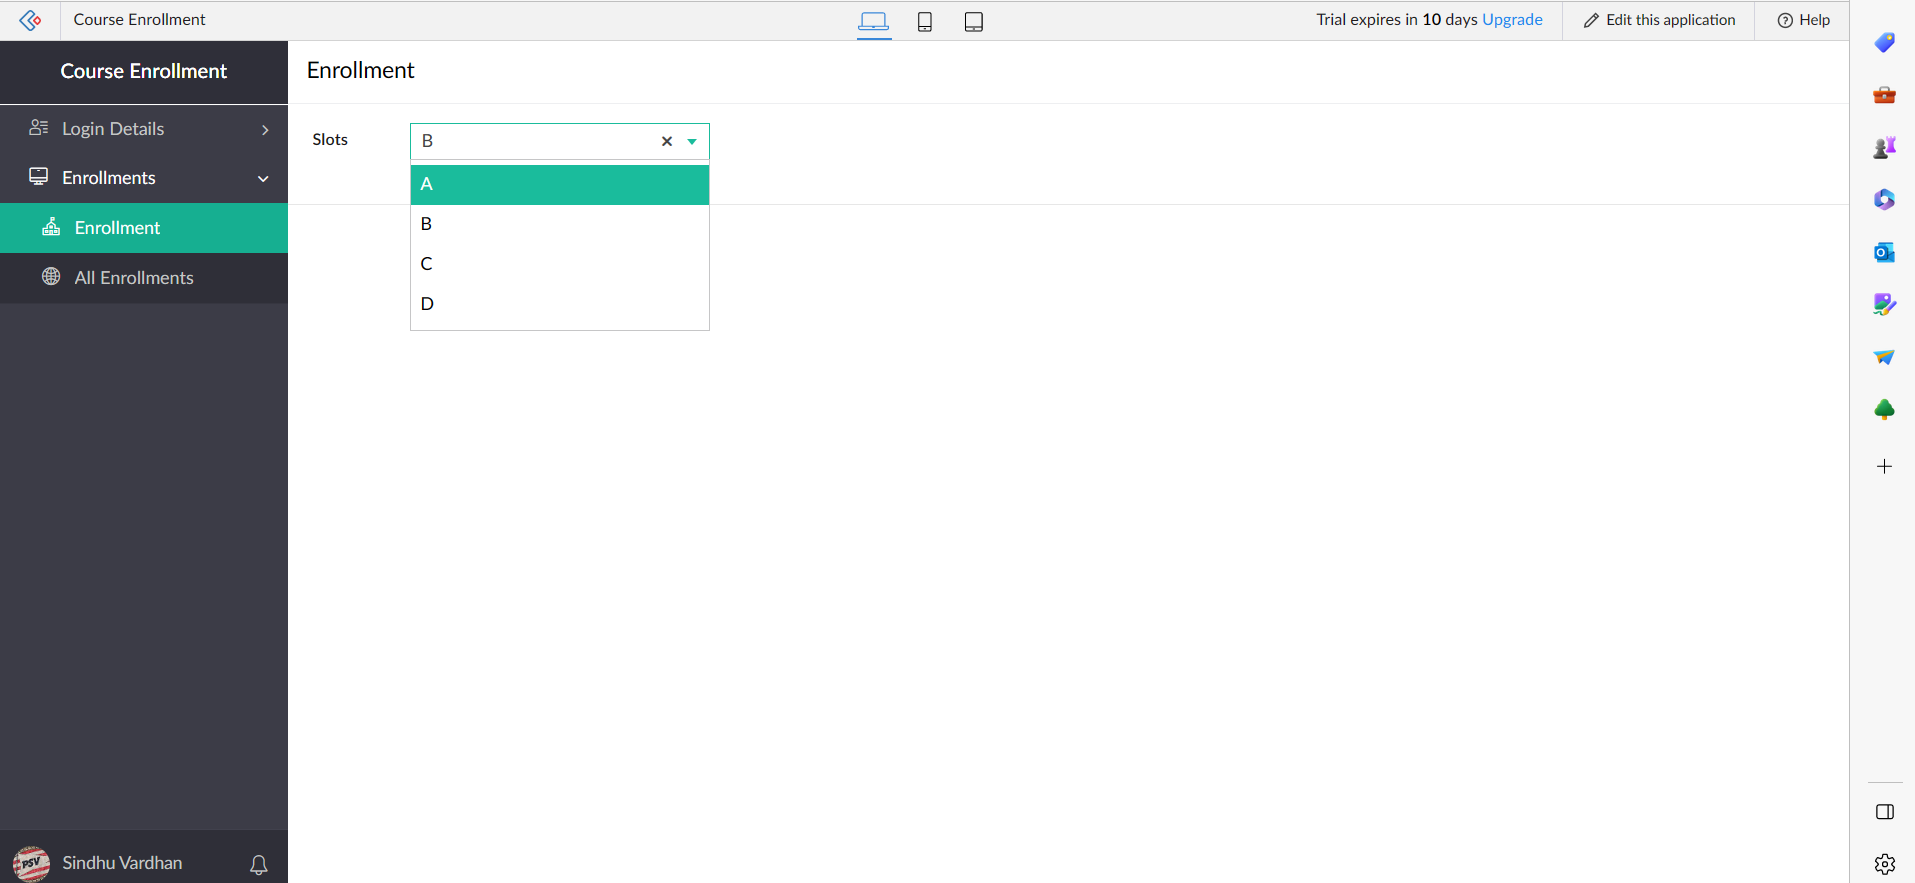 Course Enrollment
Trial expires in 10 days Upgrade
Edit this application
Help
Course Enrollment
Login Details
Enrollments
Enrollment
All Enrollments
Enrollment
Slots
B
A
B
C
D
PSV
Sindhu Vardhan